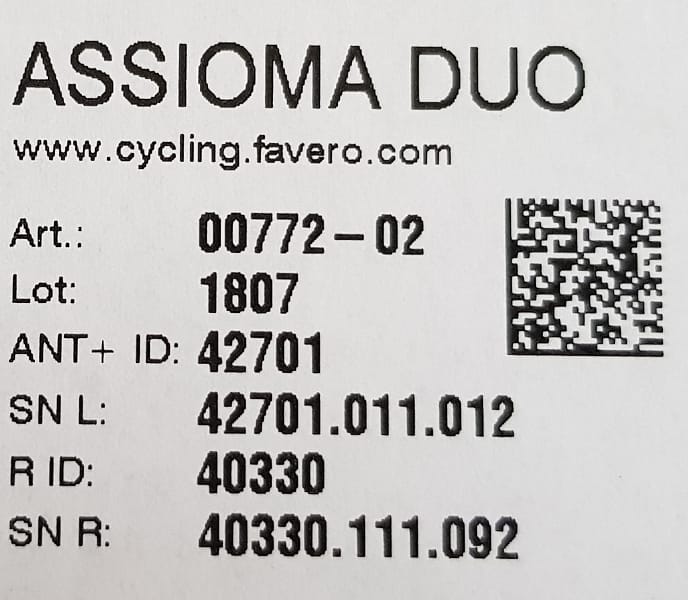 ASSIOMA DUO
www.cycling.favero.com
Art.: 00772-02
Lot: 1807
ANT+ ID: 42701
SN L: 42701.011.012
R ID: 40330
SN R: 40330.111.092